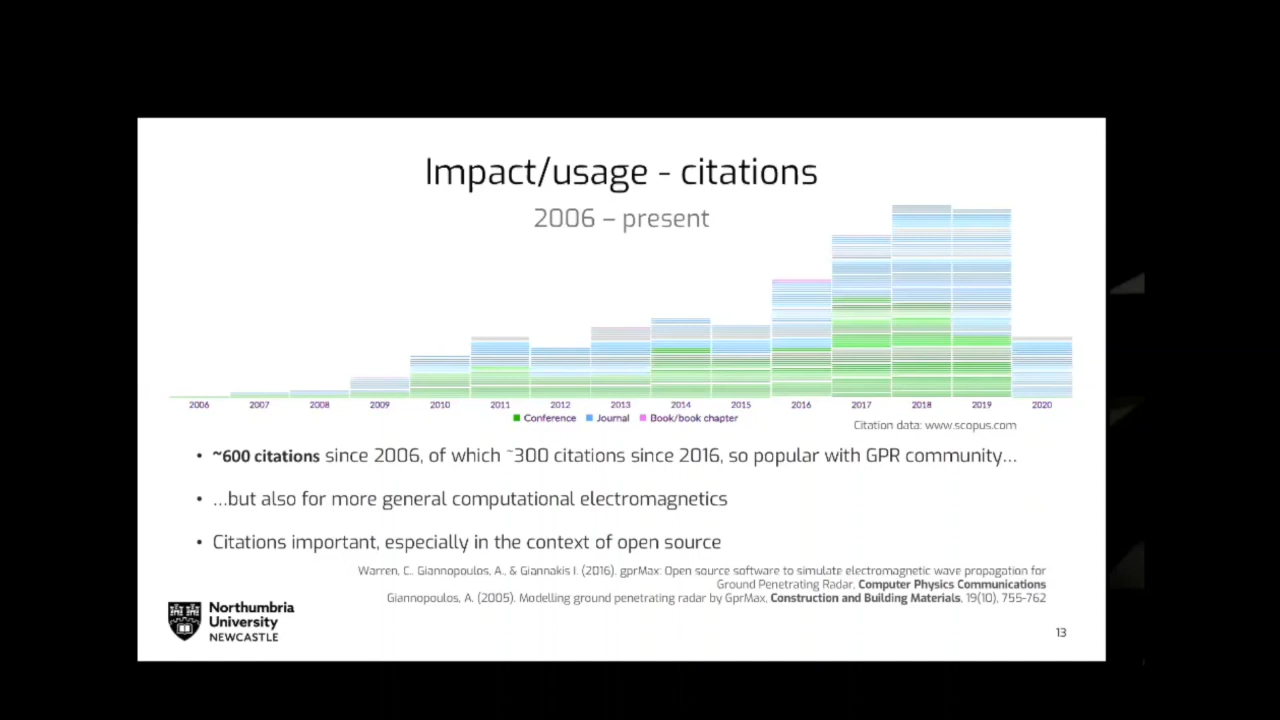 Impact/usage - citations
2006 – present
2006 2007 2008 2009 2010 2011 2012 2013 2014 2015 2016 2017 2018 2019 2020
Conference Journal Book/book chapter
Citation data: www.scopus.com
• ~600 citations since 2006, of which ~300 citations since 2016, so popular with GPR community...
• ...but also for more general computational electromagnetics
• Citations important, especially in the context of open source
Warren, C., Giannopoulos, A., & Giannakis I. (2016). gprMax: Open source software to simulate electromagnetic wave propagation for
Ground Penetrating Radar, Computer Physics Communications
Giannopoulos, A. (2005). Modelling ground penetrating radar by GprMax, Construction and Building Materials, 19(10), 755-762
Northumbria
University
NEWCASTLE
13